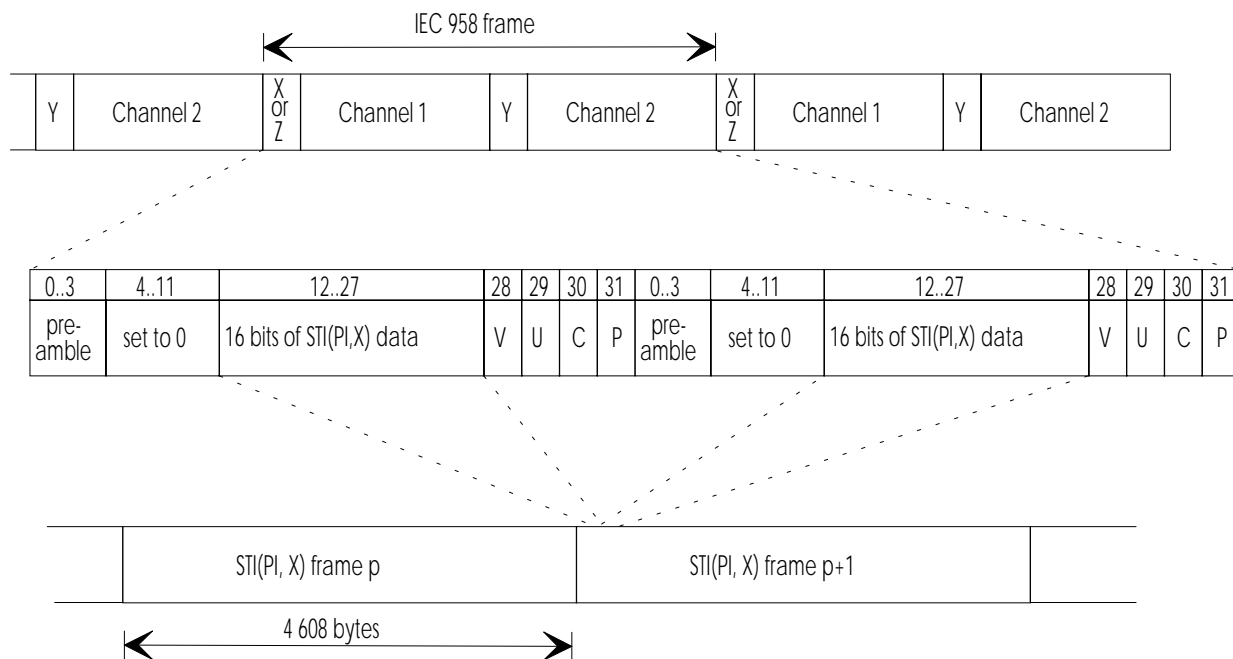 IEC 958 frame
Y Channel 2 X or Z Channel 1 Y Channel 2 X or Z Channel 1 Y Channel 2
0..3 4..11 12..27 28 29 30 31 0..3 4..11 12..27 28 29 30 31
pre-amble set to 0 16 bits of STI(PI,X) data V U C P pre-amble set to 0 16 bits of STI(PI,X) data V U C P
STI(PI, X) frame p STI(PI, X) frame p+1
4 608 bytes